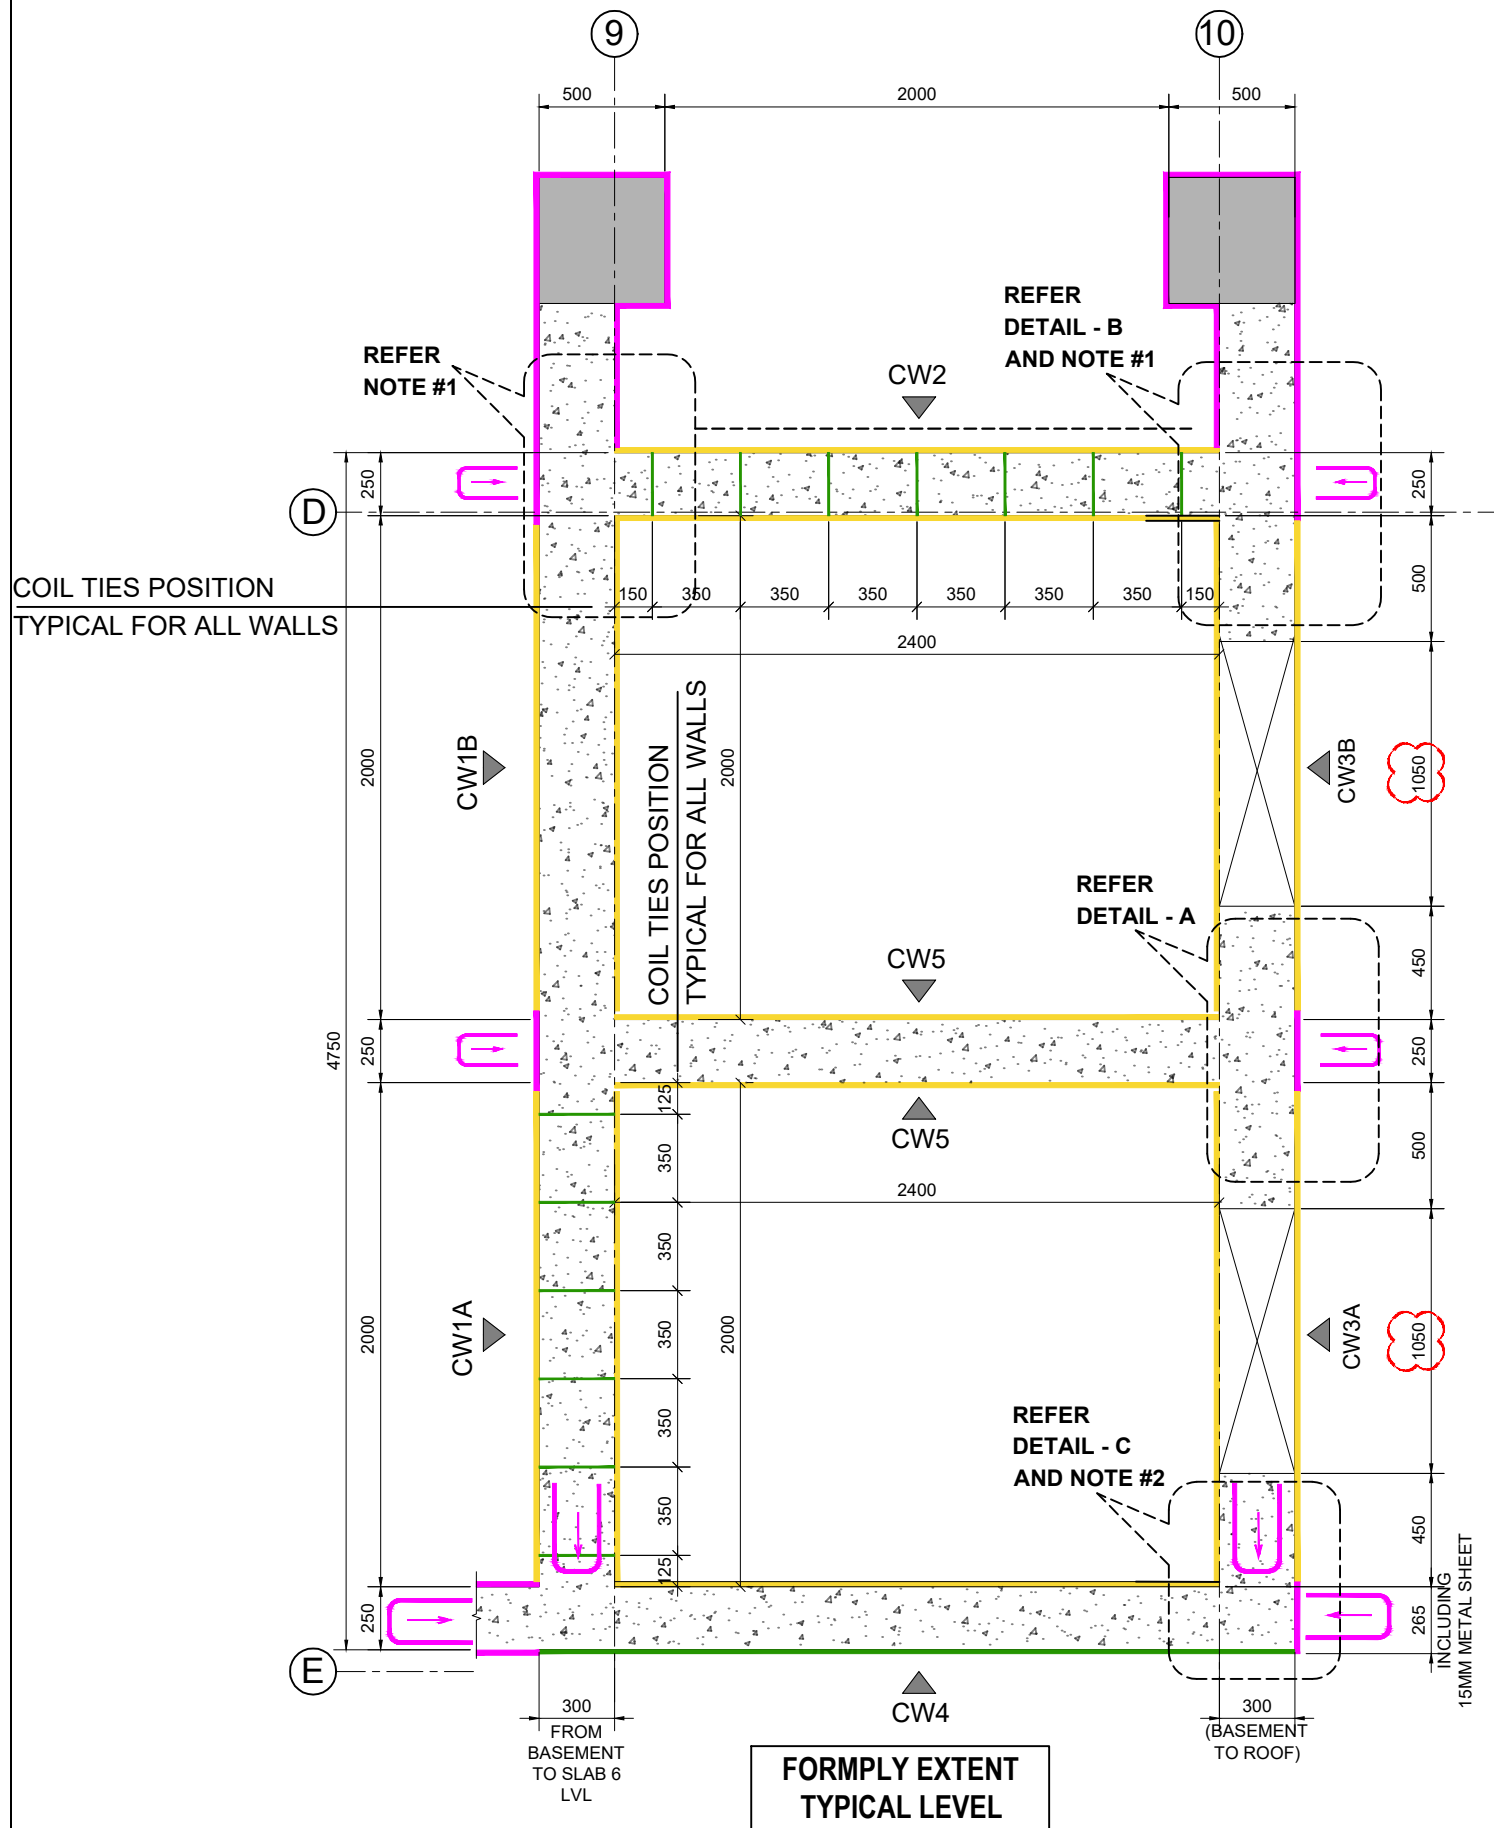 9
10
500
2000
500
REFER
DETAIL - B
AND NOTE #1
REFER
NOTE #1
CW2
250
250
D
COIL TIES POSITION
TYPICAL FOR ALL WALLS
150
350
350
350
350
350
350
150
500
2400
2000
CW1B
COIL TIES POSITION
TYPICAL FOR ALL WALLS
2000
CW3B
1050
REFER
DETAIL - A
CW5
450
4750
250
250
125
CW5
350
500
2400
350
2000
CW1A
350
2000
CW3A
1050
350
REFER
DETAIL - C
AND NOTE #2
350
450
125
250
265
INCLUDING
15MM METAL SHEET
E
CW4
300
FROM
BASEMENT
TO SLAB 6
LVL
300
(BASEMENT
TO ROOF)
FORMPLY EXTENT
TYPICAL LEVEL